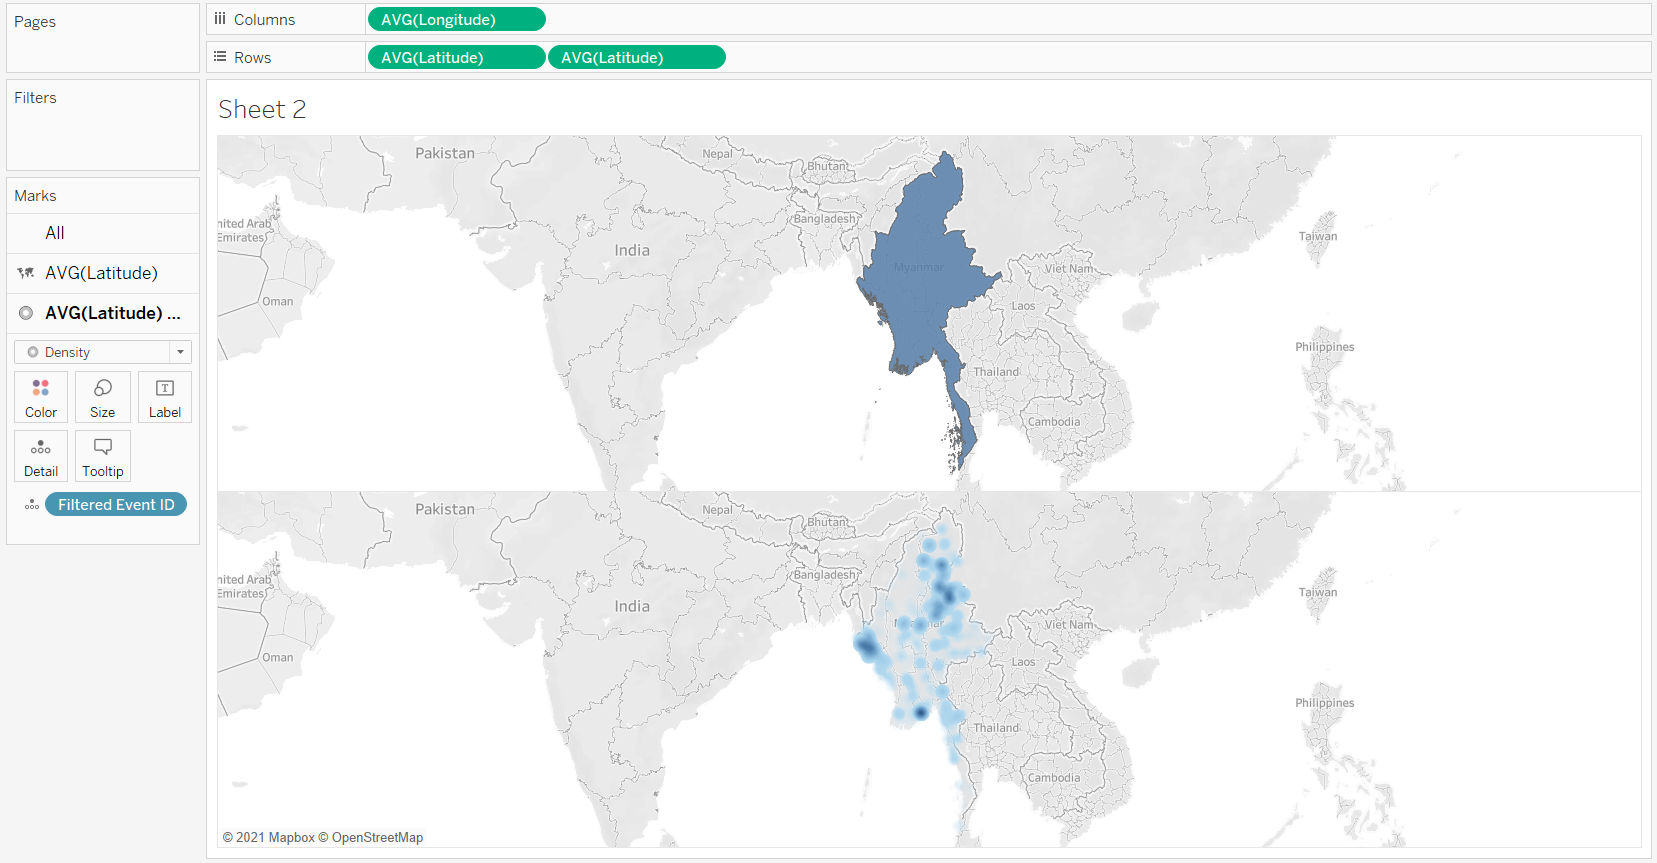 Pages
Columns
AVG(Longitude)
Rows
AVG(Latitude)
AVG(Latitude)
Filters
Marks
All
AVG(Latitude)
AVG(Latitude) ...
Density
Color
Size
Label
Detail
Tooltip
Filtered Event ID
Sheet 2
Pakistan
Nepal
Bhutan
nited Arab
Emirates
Bangladesh
India
Oman
Myanmar
Viet Nam
Laos
Thailand
Cambodia
Taiwan
Philippines
Pakistan
Nepal
Bhutan
nited Arab
Emirates
Bangladesh
India
Oman
Viet Nam
Laos
Thailand
Cambodia
Taiwan
Philippines
© 2021 Mapbox © OpenStreetMap